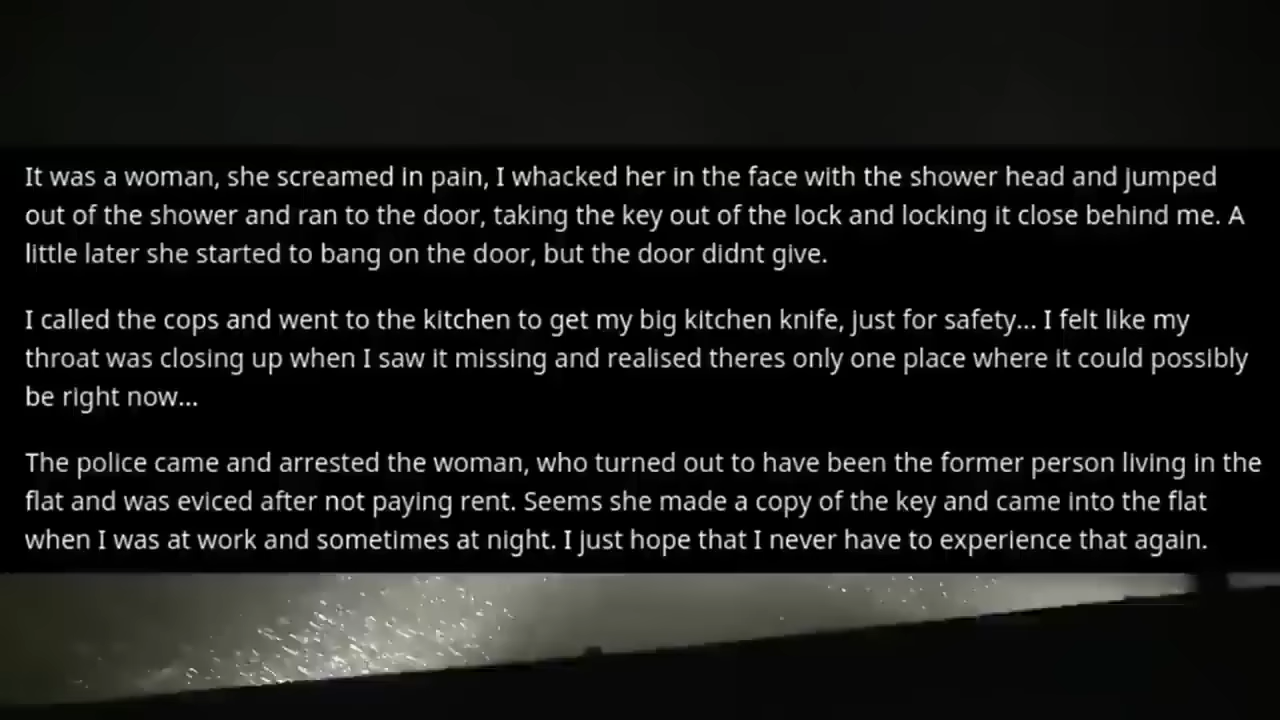 It was a woman, she screamed in pain, I whacked her in the face with the shower head and jumped
out of the shower and ran to the door, taking the key out of the lock and locking it close behind me. A
little later she started to bang on the door, but the door didnt give.
I called the cops and went to the kitchen to get my big kitchen knife, just for safety... I felt like my
throat was closing up when I saw it missing and realised theres only one place where it could possibly
be right now...
The police came and arrested the woman, who turned out to have been the former person living in the
flat and was eviced after not paying rent. Seems she made a copy of the key and came into the flat
when I was at work and sometimes at night. I just hope that I never have to experience that again.